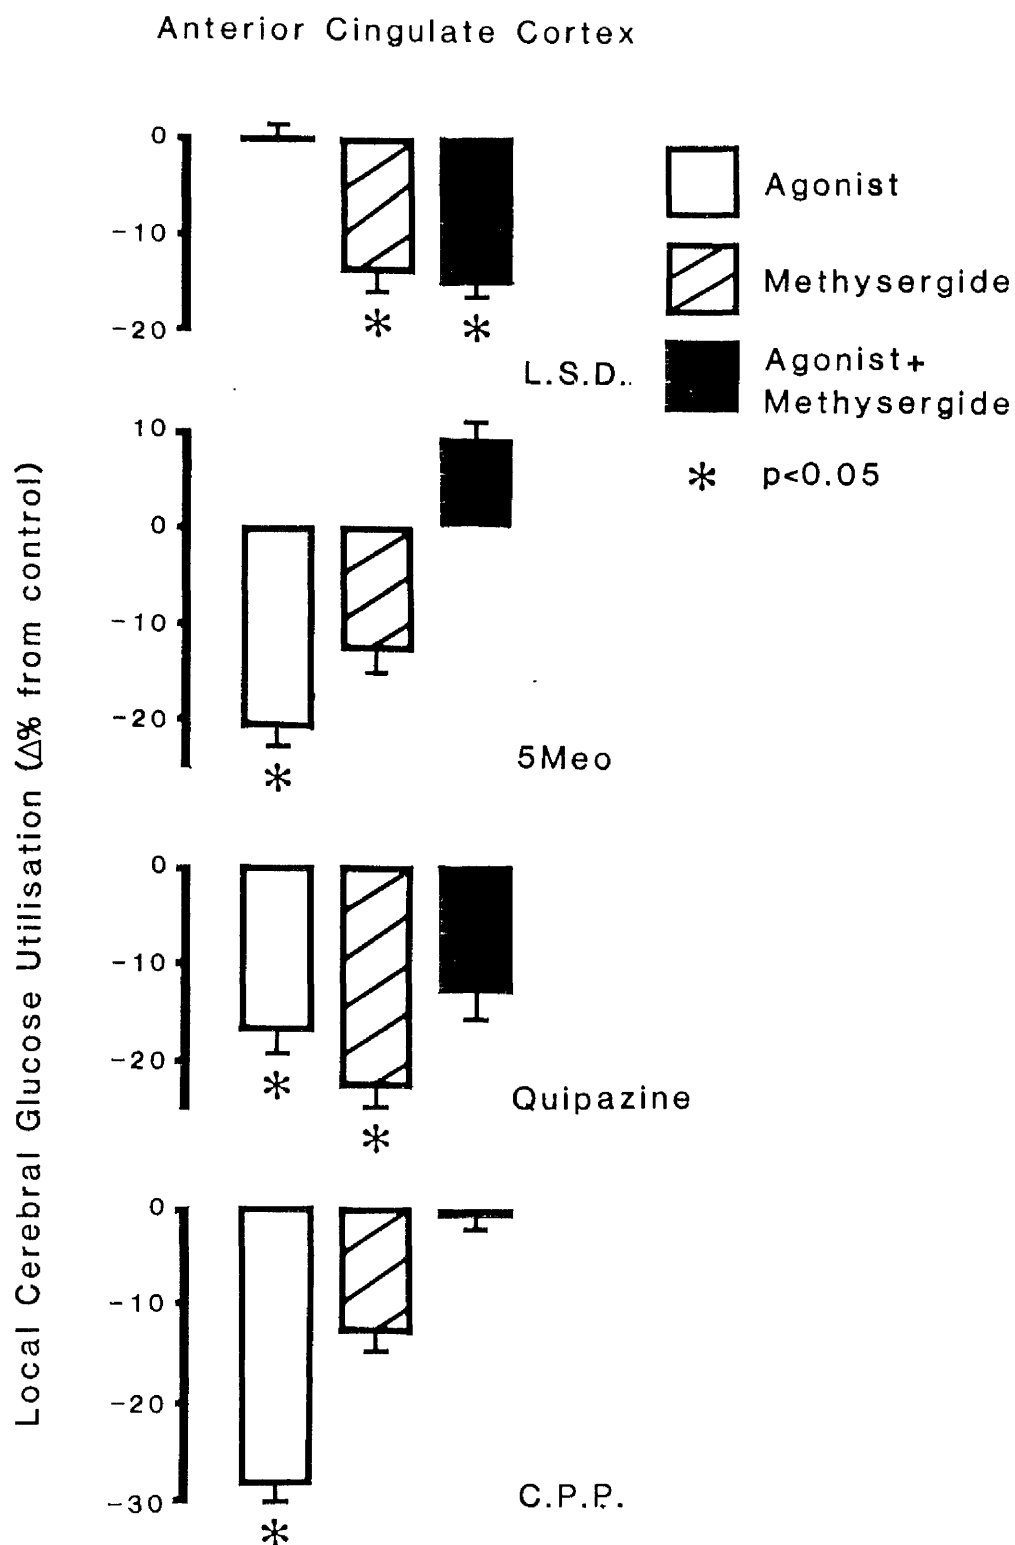 Anterior Cingulate Cortex
0
-10
-20
* *
L.S.D..
Agonist
Methysergide
Agonist+
Methysergide
* p<0.05
Local Cerebral Glucose Utilisation (Δ% from control)
10
0
-10
-20
*
5Meo
0
-10
-20
*
*
Quipazine
0
-10
-20
-30
*
C.P.P.